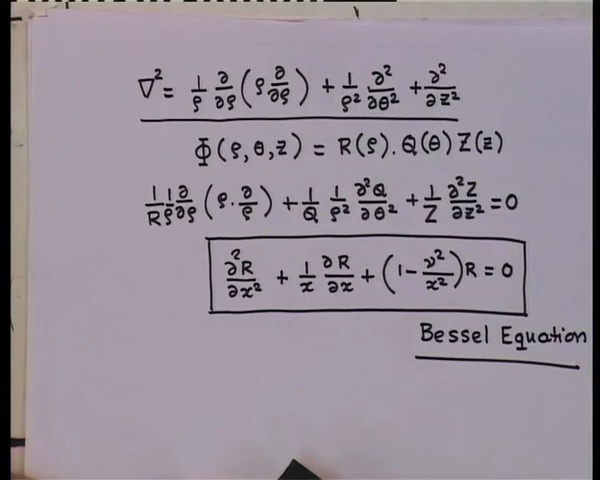 ∇² = 1/ρ ∂/∂ρ (ρ ∂/∂ρ) + 1/ρ² ∂²/∂θ² + ∂²/∂z²
Φ(ρ, θ, z) = R(ρ). Q(θ) Z(z)
1/R 1/ρ ∂/∂ρ (ρ · ∂/∂ρ) + 1/Q 1/ρ² ∂²Q/∂θ² + 1/Z ∂²Z/∂z² = 0
∂²R/∂x² + 1/x ∂R/∂x + (1 − ν²/x²) R = 0
Bessel Equation